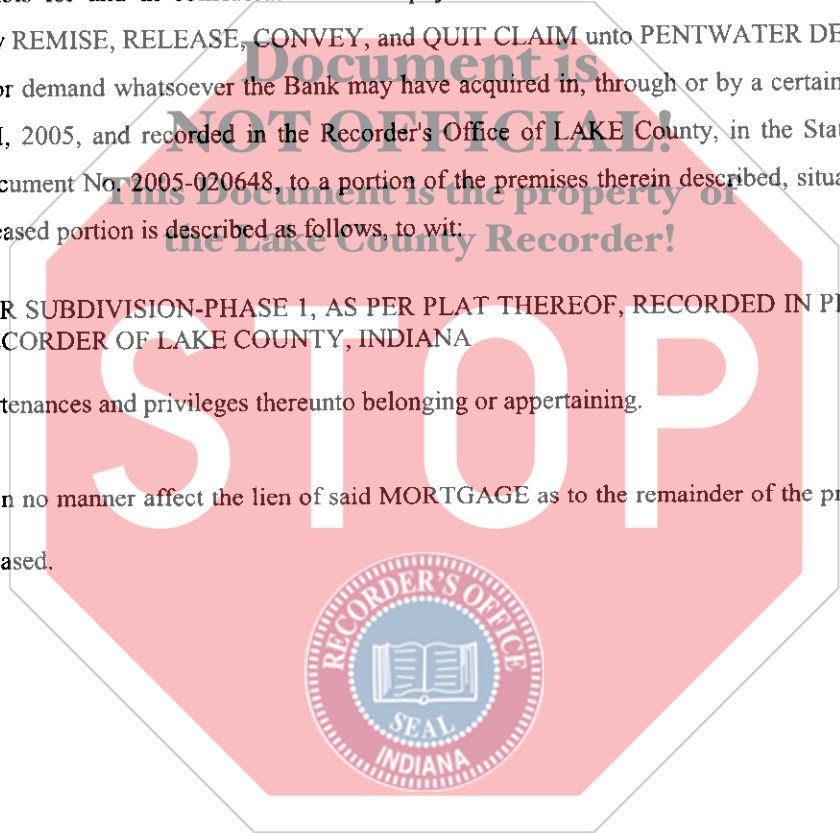 REMISE, RELEASE, CONVEY, and QUIT CLAIM unto PENTWATER DE
or demand whatsoever the Bank may have acquired in, through or by a certain
, 2005, and recorded in the Recorder's Office of LAKE County, in the Stat
cument No. 2005-020648, to a portion of the premises therein described, situa
eased portion is described as follows, to wit:
Document is
NOT OFFICIAL!
This Document is the property of
the Lake County Recorder!
R SUBDIVISION-PHASE 1, AS PER PLAT THEREOF, RECORDED IN PL
CORDER OF LAKE COUNTY, INDIANA
STOP
tenances and privileges thereunto belonging or appertaining.
n no manner affect the lien of said MORTGAGE as to the remainder of the pr
ased.
RECORDER'S OFFICE
SEAL
INDIANA